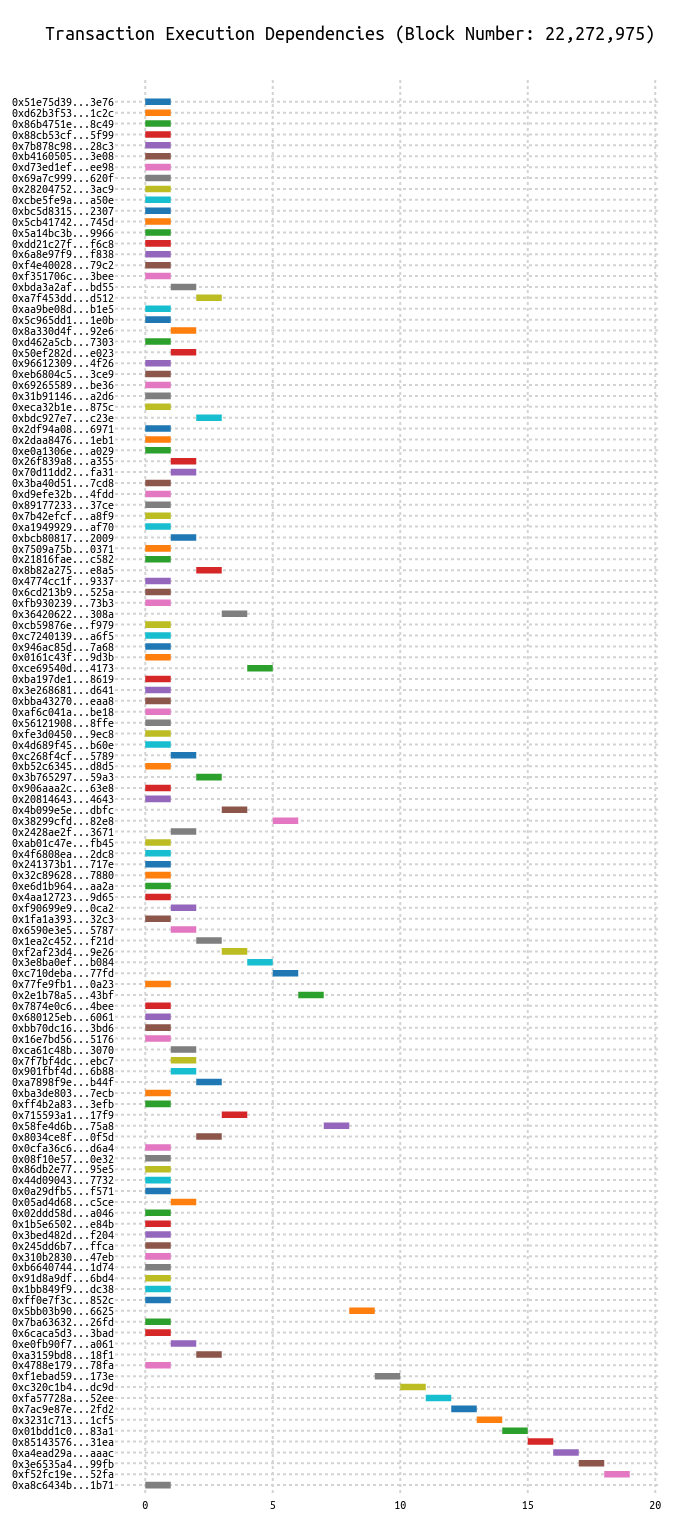 Transaction Execution Dependencies (Block Number: 22,272,975)
0x51e75d39...3e76
0xd62b3f53...1c2c
0x86b4751e...8c49
0x88cb53cf...5f99
0x7b878c98...28c3
0xb4160505...3e08
0xd73ed1ef...ee98
0x69a7c999...620f
0x28204752...3ac9
0xcbe5fe9a...a50e
0xbc5d8315...2307
0x5cb41742...745d
0x5a14bc3b...9966
0xdd21c27f...f6c8
0x6a8e97f9...f838
0xf4e40028...79c2
0xf351706c...3bee
0xbda3a2af...bd55
0xa7f453dd...d512
0xaa9be08d...b1e5
0x5c965dd1...1e0b
0x8a330d4f...92e6
0xd462a5cb...7303
0x50ef282d...e023
0x96612309...4f26
0xeb6804c5...3ce9
0x69265589...be36
0x31b91146...a2d6
0xeca32b1e...875c
0xbdc927e7...c23e
0x2df94a08...6971
0x2daa8476...1eb1
0xe0a1306e...a029
0x26f839a8...a355
0x70d11dd2...fa31
0x3ba40d51...7cd8
0xd9efe32b...4fdd
0x89177233...37ce
0x7b42efcf...a8f9
0xa1949929...af70
0xbcb80817...2009
0x7509a75b...0371
0x21816fae...c582
0x8b82a275...e8a5
0x4774cc1f...9337
0x6cd213b9...525a
0xfb930239...73b3
0x36420622...308a
0xcb59876e...f979
0xc7240139...a6f5
0x946ac85d...7a68
0x0161c43f...9d3b
0xce69540d...4173
0xba197de1...8619
0x3e268681...d641
0xbba43270...eaa8
0xaf6c041a...be18
0x56121908...8ffe
0xfe3d0450...9ec8
0x4d689f45...b60e
0xc268f4cf...5789
0xb52c6345...d8d5
0x3b765297...59a3
0x906aaa2c...63e8
0x20814643...4643
0x4b099e5e...dbfc
0x38299cfd...82e8
0x2428ae2f...3671
0xab01c47e...fb45
0x4f6808ea...2dc8
0x241373b1...717e
0x32c89628...7880
0xe6d1b964...aa2a
0x4aa12723...9d65
0xf90699e9...0ca2
0x1fa1a393...32c3
0x6590e3e5...5787
0x1ea2c452...f21d
0xf2af23d4...9e26
0x3e8ba0ef...b084
0xc710deba...77fd
0x77fe9fb1...0a23
0x2e1b78a5...43bf
0x7874e0c6...4bee
0x680125eb...6061
0xbb70dc16...3bd6
0x16e7bd56...5176
0xca61c48b...3070
0x7f7bf4dc...ebc7
0x901fbf4d...6b88
0xa7898f9e...b44f
0xba3de803...7ecb
0xff4b2a83...3efb
0x715593a1...17f9
0x58fe4d6b...75a8
0x8034ce8f...0f5d
0x0cfa36c6...d6a4
0x08f10e57...0e32
0x86db2e77...95e5
0x44d09043...7732
0x0a29dfb5...f571
0x05ad4d68...c5ce
0x02ddd58d...a046
0x1b5e6502...e84b
0x3bed482d...f204
0x245dd6b7...ffca
0x310b2830...47eb
0xb6640744...1d74
0x91d8a9df...6bd4
0x1bb849f9...dc38
0xff0e7f3c...852c
0x5bb03b90...6625
0x7ba63632...26fd
0x6caca5d3...3bad
0xe0fb90f7...a061
0xa3159bd8...18f1
0x4788e179...78fa
0xf1ebad59...173e
0xc320c1b4...dc9d
0xfa57728a...52ee
0x7ac9e87e...2fd2
0x3231c713...1cf5
0x01bdd1c0...83a1
0x85143576...31ea
0xa4ead29a...aaac
0x3e6535a4...99fb
0xf52fc19e...52fa
0xa8c6434b...1b71
0 5 10 15 20